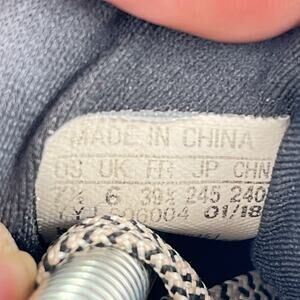 MADE IN CHINA
US UK FR JP CHN
6 39⅓ 245 240
01/18